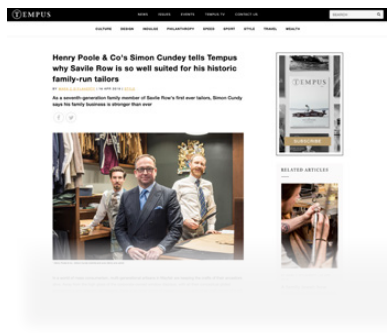 TEMPUS
NEWS ISSUES EVENTS TEMPUS TV CONTACT US
SEARCH
CULTURE DESIGN INDULGE PHILANTHROPY SPEED SPORT STYLE TRAVEL WEALTH
Henry Poole & Co's Simon Cundey tells Tempus
why Savile Row is so well suited for his historic
family-run tailors
As a seventh-generation family member of Savile Row's first ever tailors, Simon Cundey
says his family business is stronger than ever
TEMPUS
SUBSCRIBE
RELATED ARTICLES